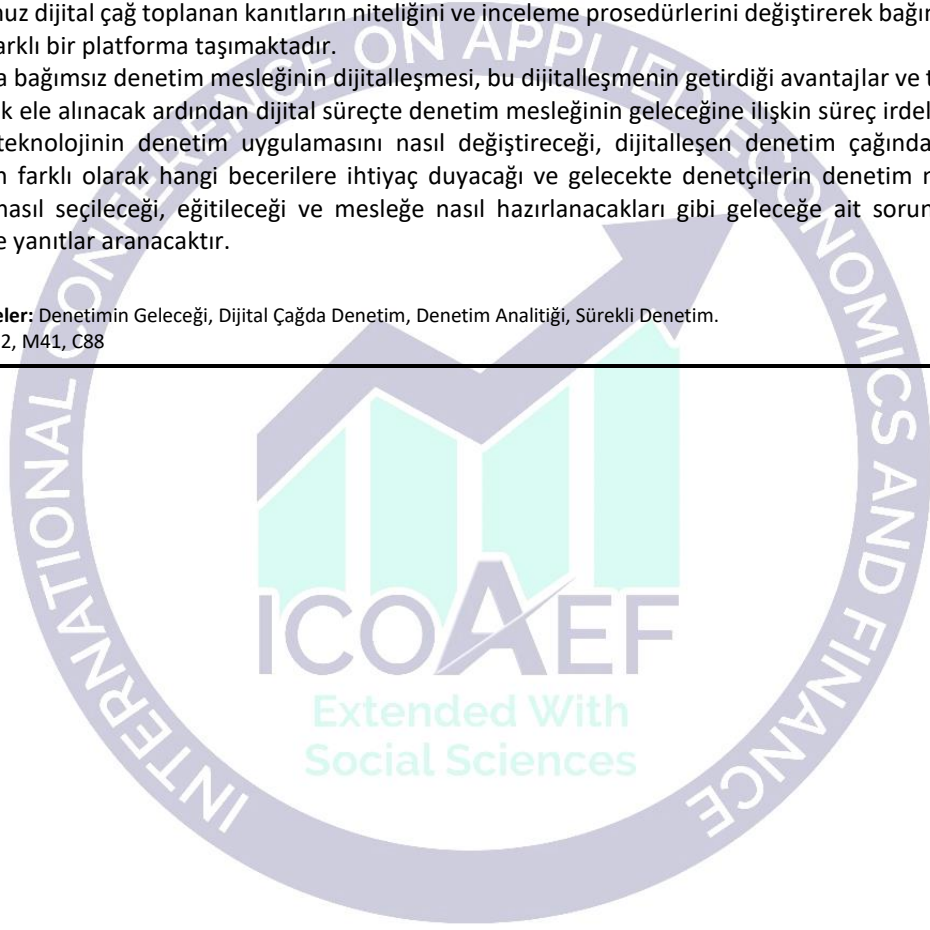 nuz dijital çağ toplanan kanıtların niteliğini ve inceleme prosedürlerini değiştirerek bağın
arklı bir platforma taşımaktadır.
a bağımsız denetim mesleğinin dijitalleşmesi, bu dijitalleşmenin getirdiği avantajlar ve t
k ele alınacak ardından dijital süreçte denetim mesleğinin geleceğine ilişkin süreç irdel
teknolojinin denetim uygulamasını nasıl değiştireceği, dijitalleşen denetim çağında
n farklı olarak hangi becerilere ihtiyaç duyacağı ve gelecekte denetçilerin denetim
nasıl seçileceği, eğitileceği ve mesleğe nasıl hazırlanacakları gibi geleceğe ait sorun
e yanıtlar aranacaktır.
eler: Denetimin Geleceği, Dijital Çağda Denetim, Denetim Analitiği, Sürekli Denetim.
2, M41, C88
INTERNATIONAL CONFERENCE ON APPLIED ECONOMICS AND FINANCE
ICOAEF
Extended With
Social Sciences